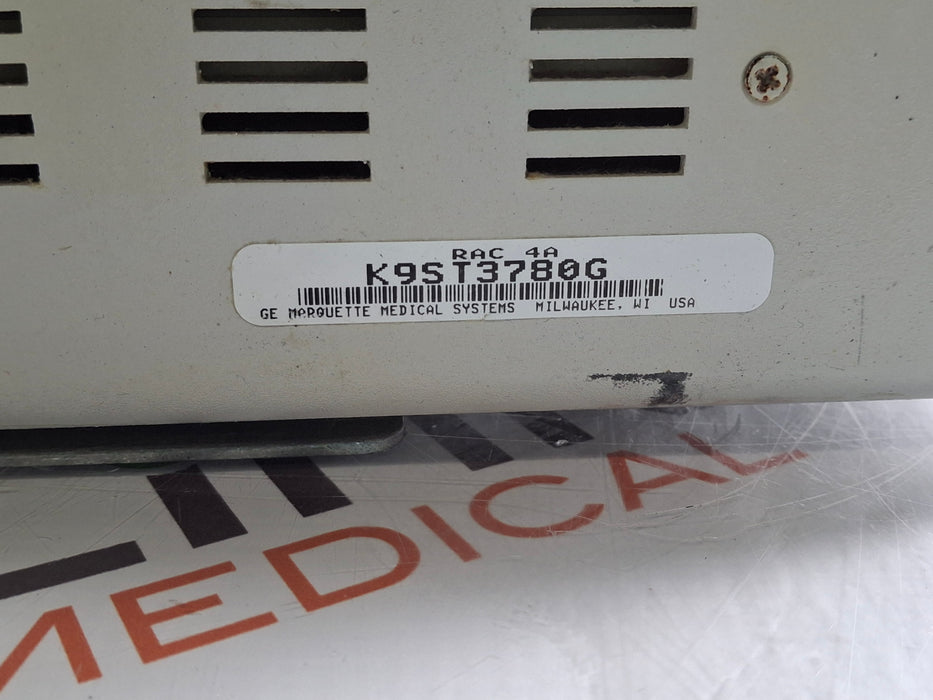 RAC 4A
K9ST3780G
GE MARQUETTE MEDICAL SYSTEMS MILWAUKEE, WI USA
MEDICAL